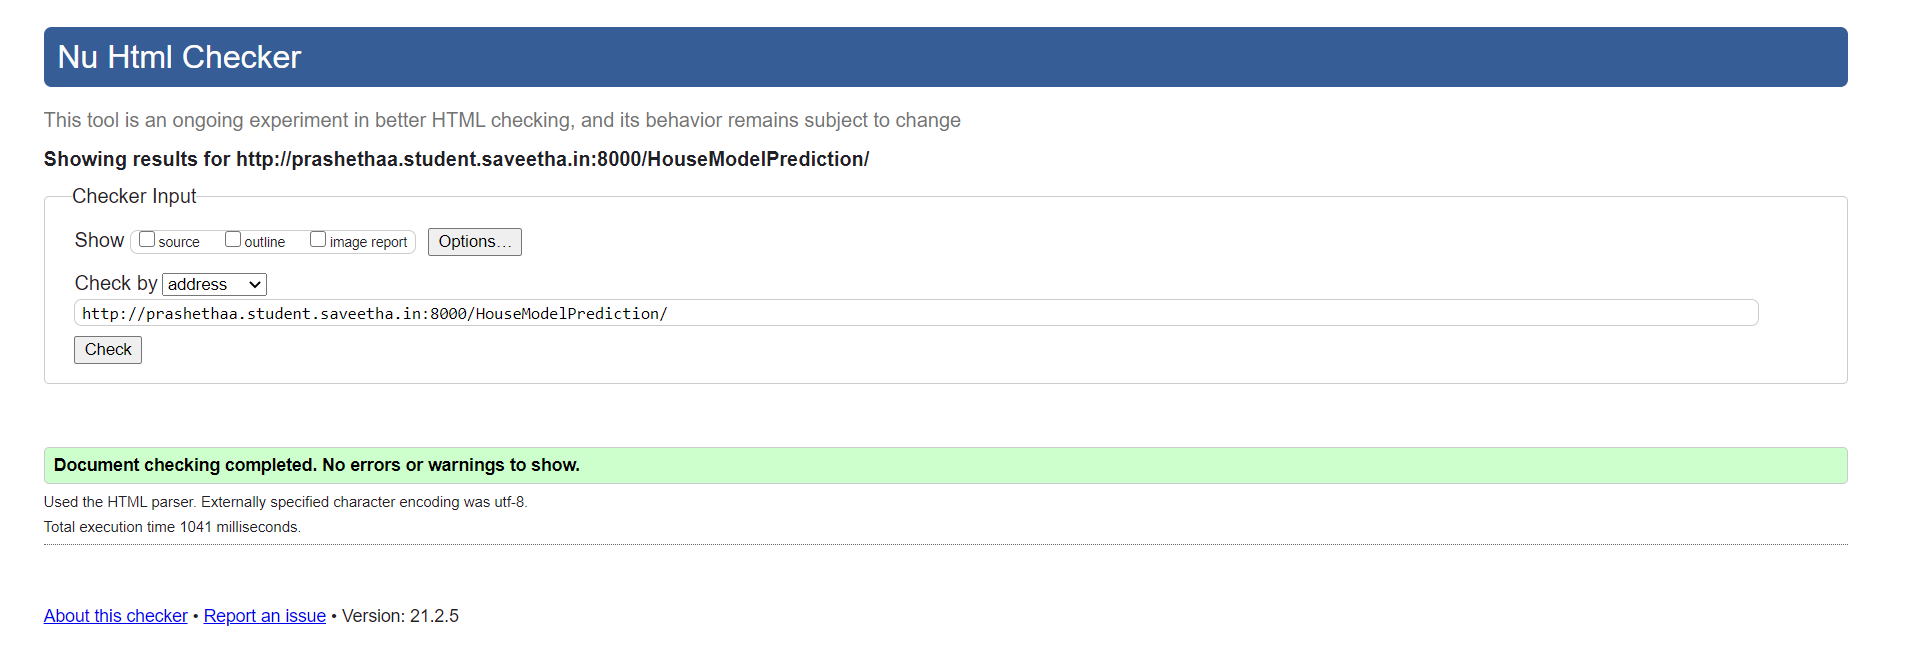 Nu Html Checker
This tool is an ongoing experiment in better HTML checking, and its behavior remains subject to change
Showing results for http://prashethaa.student.saveetha.in:8000/HouseModelPrediction/
Checker Input
Show source outline image report Options...
Check by address
http://prashethaa.student.saveetha.in:8000/HouseModelPrediction/
Check
Document checking completed. No errors or warnings to show.
Used the HTML parser. Externally specified character encoding was utf-8.
Total execution time 1041 milliseconds.
About this checker • Report an issue • Version: 21.2.5